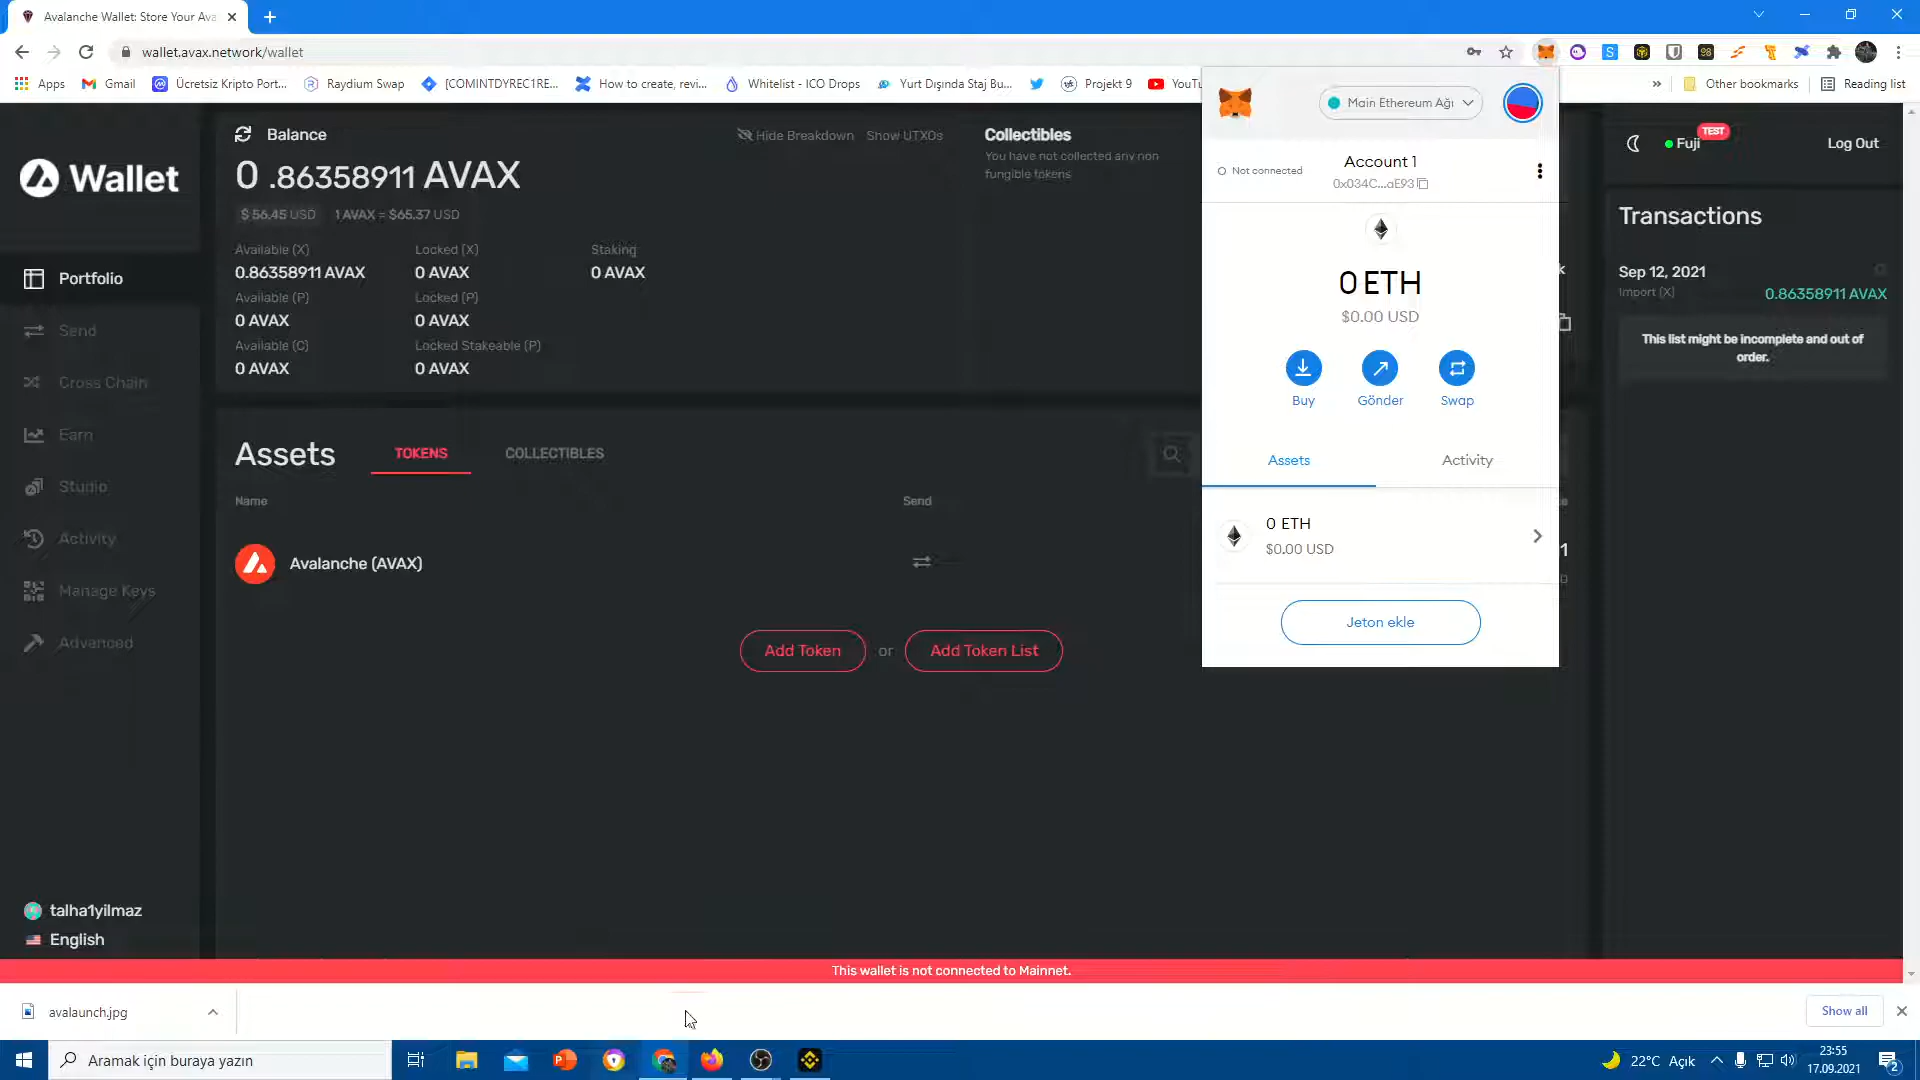 Avalanche Wallet: Store Your Ava
wallet.avax.network/wallet
Apps
Gmail
Ücretsiz Kripto Port...
Raydium Swap
[COMINTDYREC1RE...
How to create, revi...
Whitelist - ICO Drops
Yurt Dışında Staj Bu...
Projekt 9
YouTu
»
Other bookmarks
Reading list
Wallet
Portfolio
Send
Cross Chain
Earn
Studio
Activity
Manage Keys
Advanced
talha1yilmaz
English
Balance
Hide Breakdown
Show UTXOs
0 .86358911 AVAX
$ 56.45 USD
1 AVAX = $65.37 USD
Available (X)
Locked (X)
Staking
0.86358911 AVAX
0 AVAX
0 AVAX
Available (P)
Locked (P)
0 AVAX
0 AVAX
Available (C)
Locked Stakeable (P)
0 AVAX
0 AVAX
Collectibles
You have not collected any non
fungible tokens
Assets
TOKENS
COLLECTIBLES
Name
Send
Avalanche (AVAX)
Add Token
or
Add Token List
Main Ethereum Ağı
Not connected
Account 1
0x034C...aE93
0 ETH
$0.00 USD
Buy
Gönder
Swap
Assets
Activity
0 ETH
$0.00 USD
Jeton ekle
k
1
Fuji
TEST
Log Out
Transactions
Sep 12, 2021
Import (X)
0.86358911 AVAX
This list might be incomplete and out of
order.
This wallet is not connected to Mainnet.
avalaunch.jpg
Show all
Aramak için buraya yazın
22°C Açık
23:55
17.09.2021
2